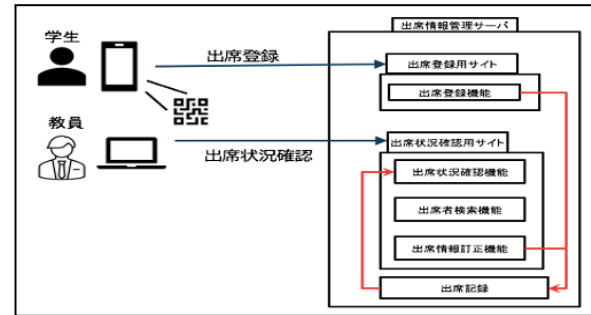 学生
出席情報管理サーバ
出席登録
出席登録用サイト
出席登録機能
教員
出席状況確認
出席状況確認用サイト
出席状況確認機能
出席者検索機能
出席情報訂正機能
出席記録